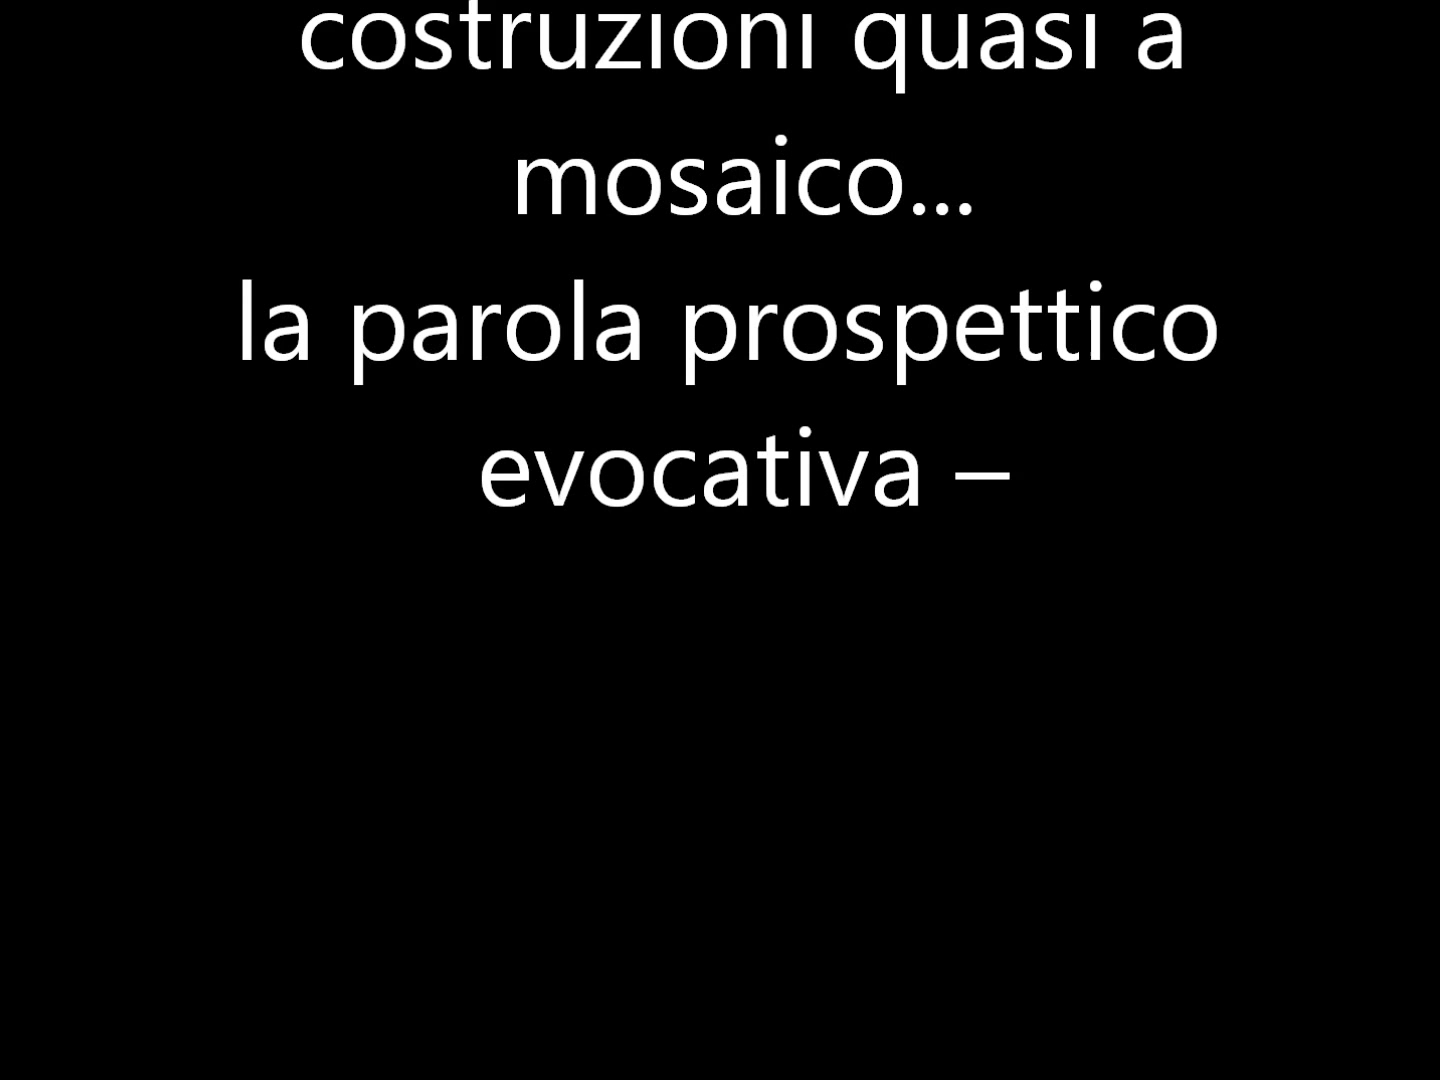 costruzioni quasi a
mosaico...
la parola prospettico
evocativa –